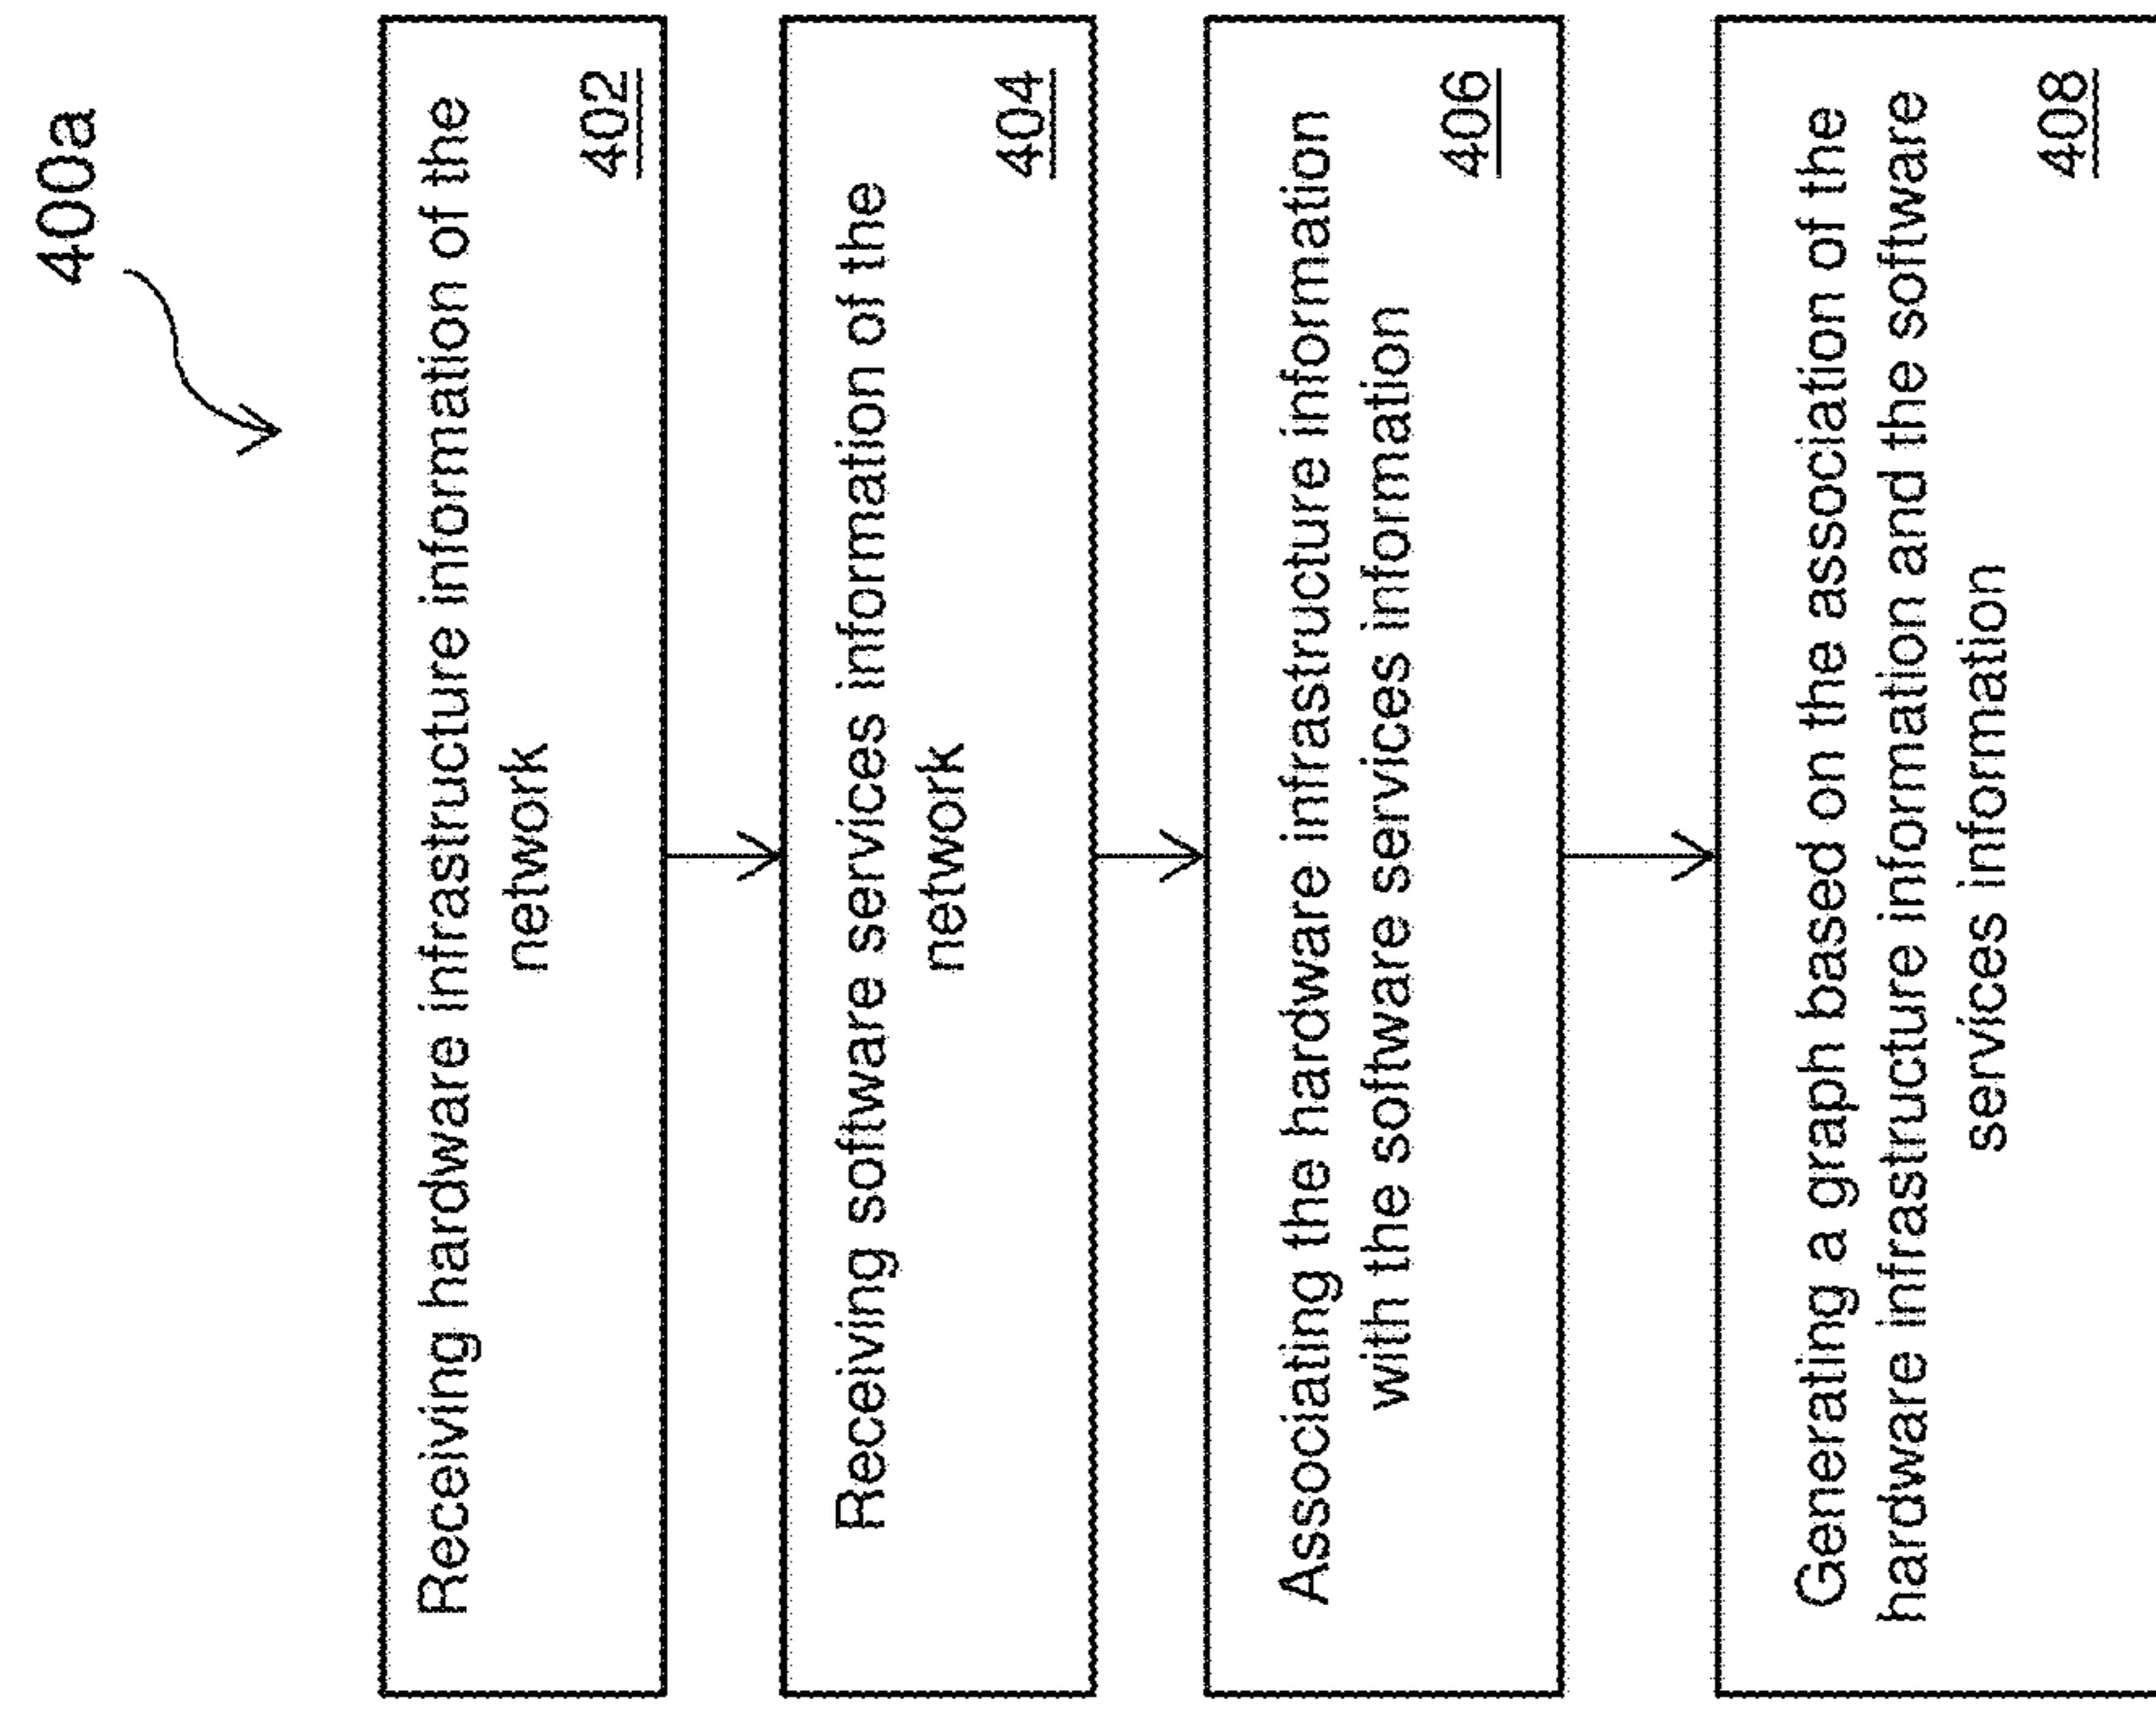 400a
Receiving hardware infrastructure information of the
network
402
Receiving software services information of the
network
404
Associating the hardware infrastructure information
with the software services information
406
Generating a graph based on the association of the
hardware infrastructure information and the software
services information
408